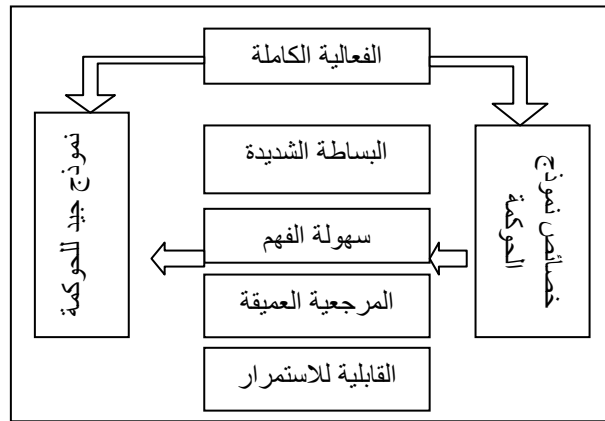 الفعالية الكاملة
خصائص نموذج
الحوكمة
البساطة الشديدة
سهولة الفهم
المرجعية العميقة
القابلية للاستمرار
نموذج جيد للحوكمة